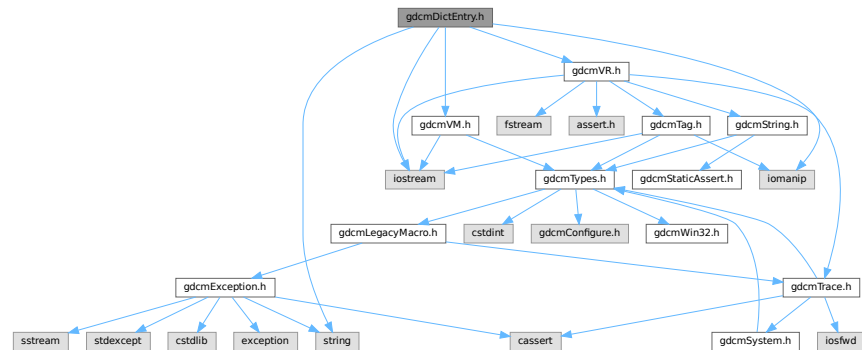 gdcmDictEntry.h
gdcmVR.h
gdcmVM.h
fstream
assert.h
gdcmTag.h
gdcmString.h
iostream
gdcmTypes.h
gdcmStaticAssert.h
iomanip
gdcmLegacyMacro.h
cstdint
gdcmConfigure.h
gdcmWin32.h
gdcmException.h
gdcmTrace.h
sstream
stdexcept
cstdlib
exception
string
cassert
gdcmSystem.h
iosfwd